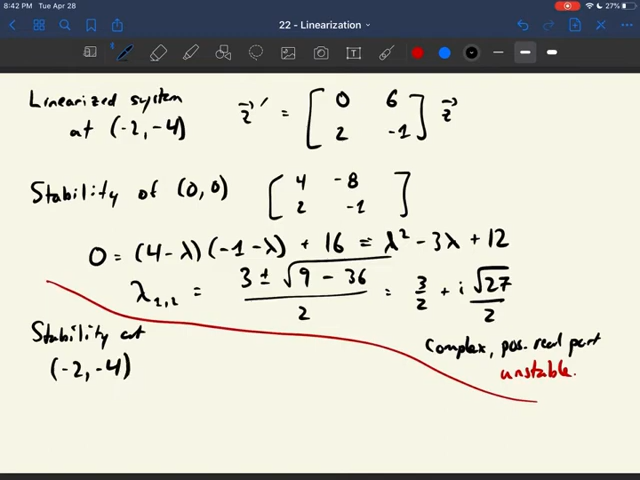 8:42 PM Tue Apr 28 27%
22 - Linearization
Linearized system
at (-2, -4)
z⃗' = [ 0 6
2 -1 ] z⃗
Stability of (0,0) [ 4 -8
2 -1 ]
0 = (4-λ)(-1-λ) + 16 = λ² - 3λ + 12
λ₁,₂ = (3 ± √(9 - 36))/2 = 3/2 + i √27/2
Stability at
(-2, -4)
Complex, pos. real part
unstable.